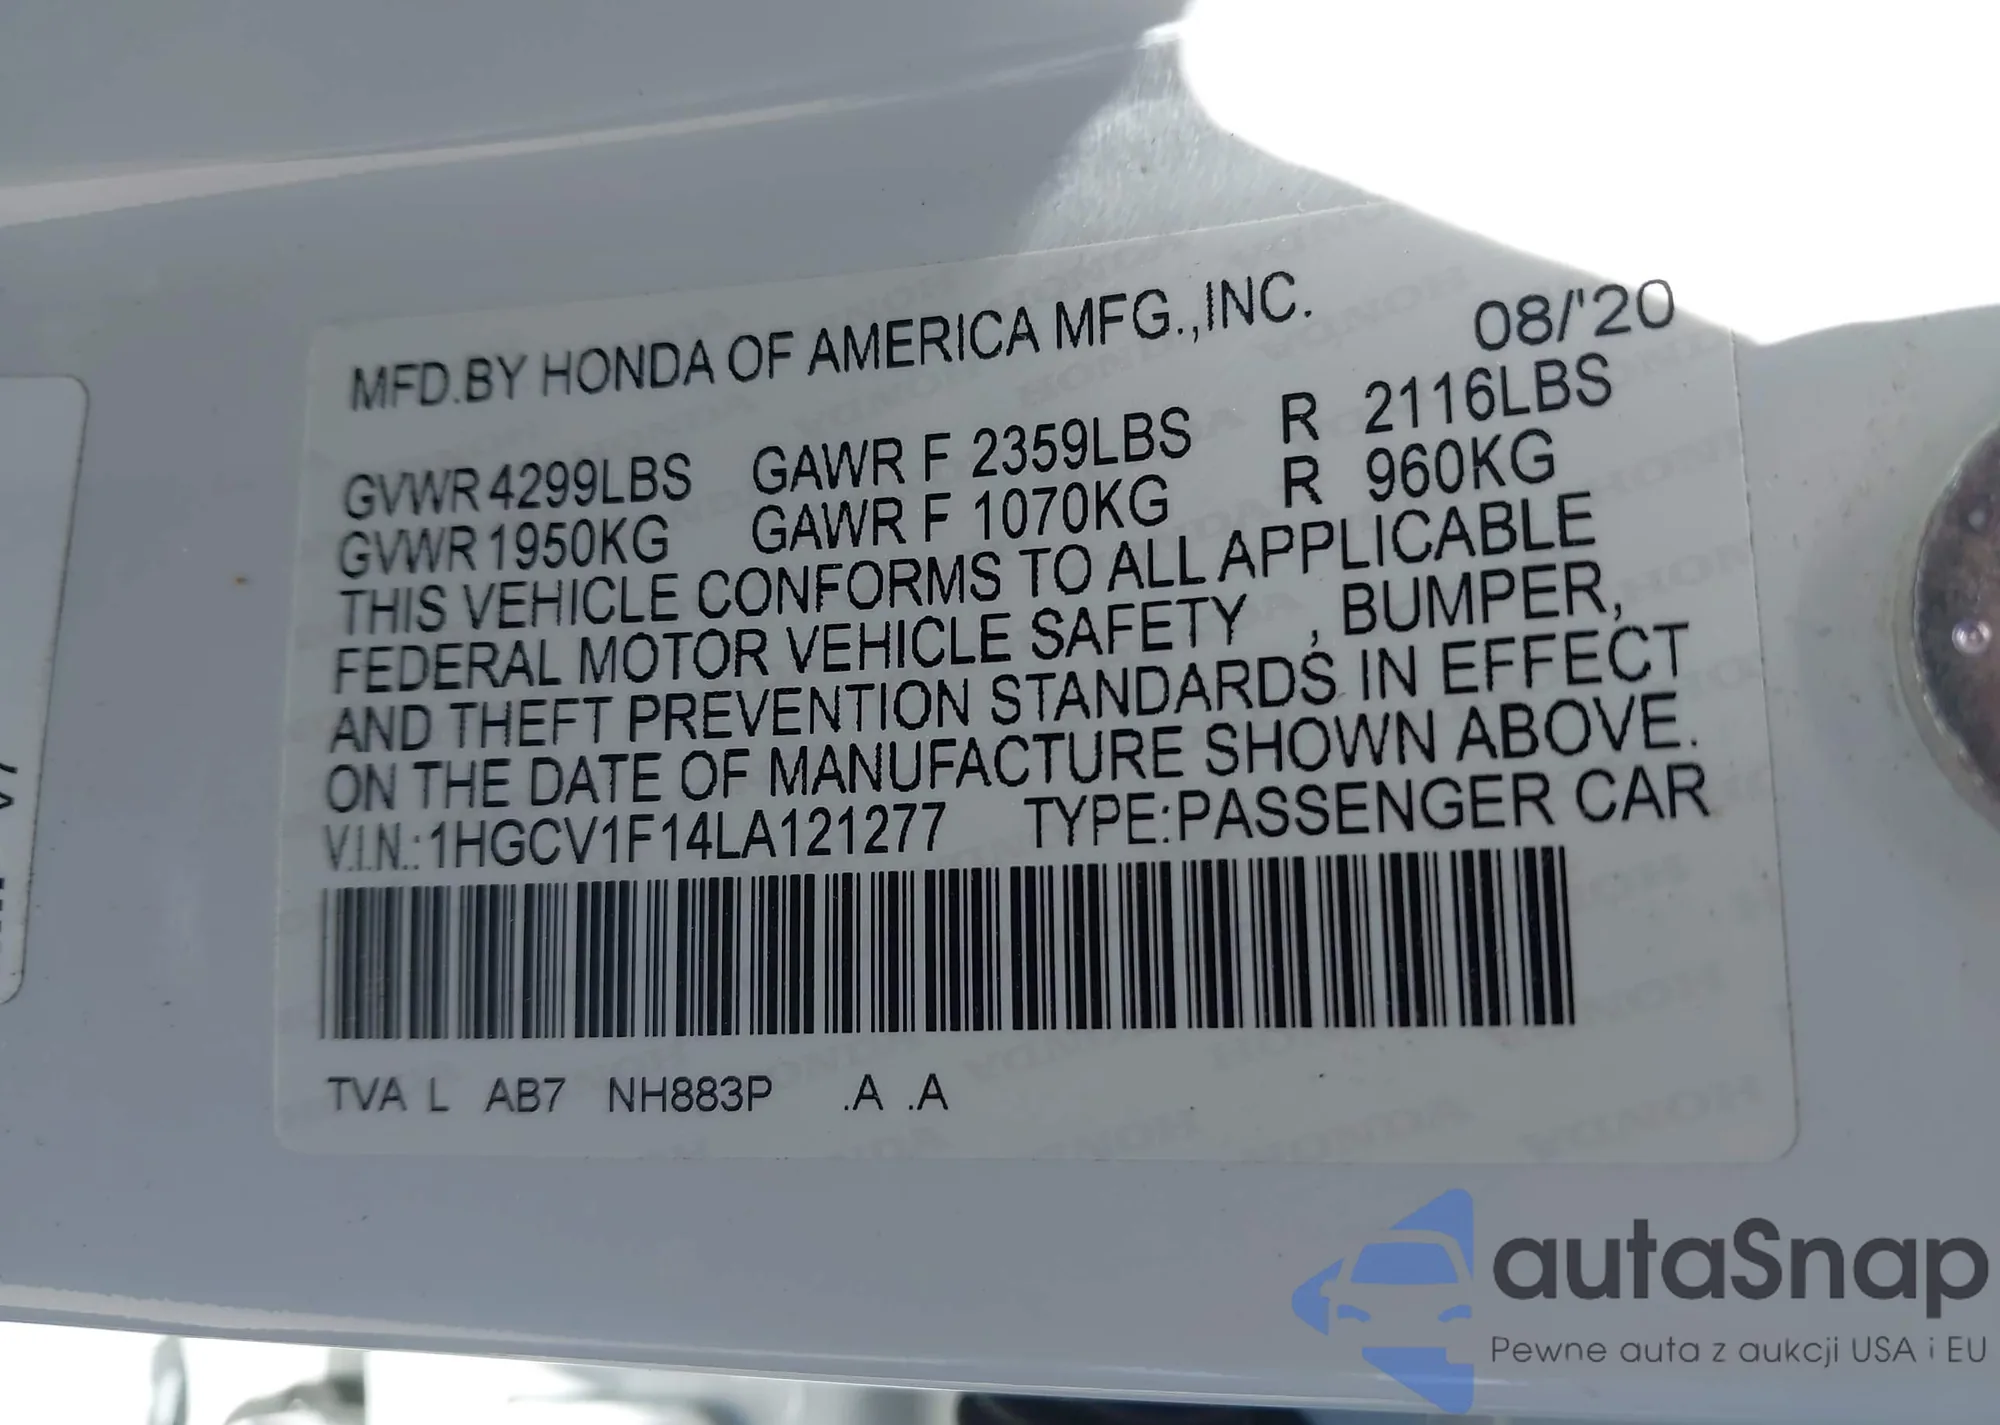 MFD.BY HONDA OF AMERICA MFG.,INC. 08/'20
GVWR 4299LBS GAWR F 2359LBS R 2116LBS
GVWR 1950KG GAWR F 1070KG R 960KG
THIS VEHICLE CONFORMS TO ALL APPLICABLE
FEDERAL MOTOR VEHICLE SAFETY , BUMPER,
AND THEFT PREVENTION STANDARDS IN EFFECT
ON THE DATE OF MANUFACTURE SHOWN ABOVE.
V.I.N.: 1HGCV1F14LA121277 TYPE:PASSENGER CAR
TVA L AB7 NH883P .A .A
autaSnap
Pewne auta z aukcji USA i EU